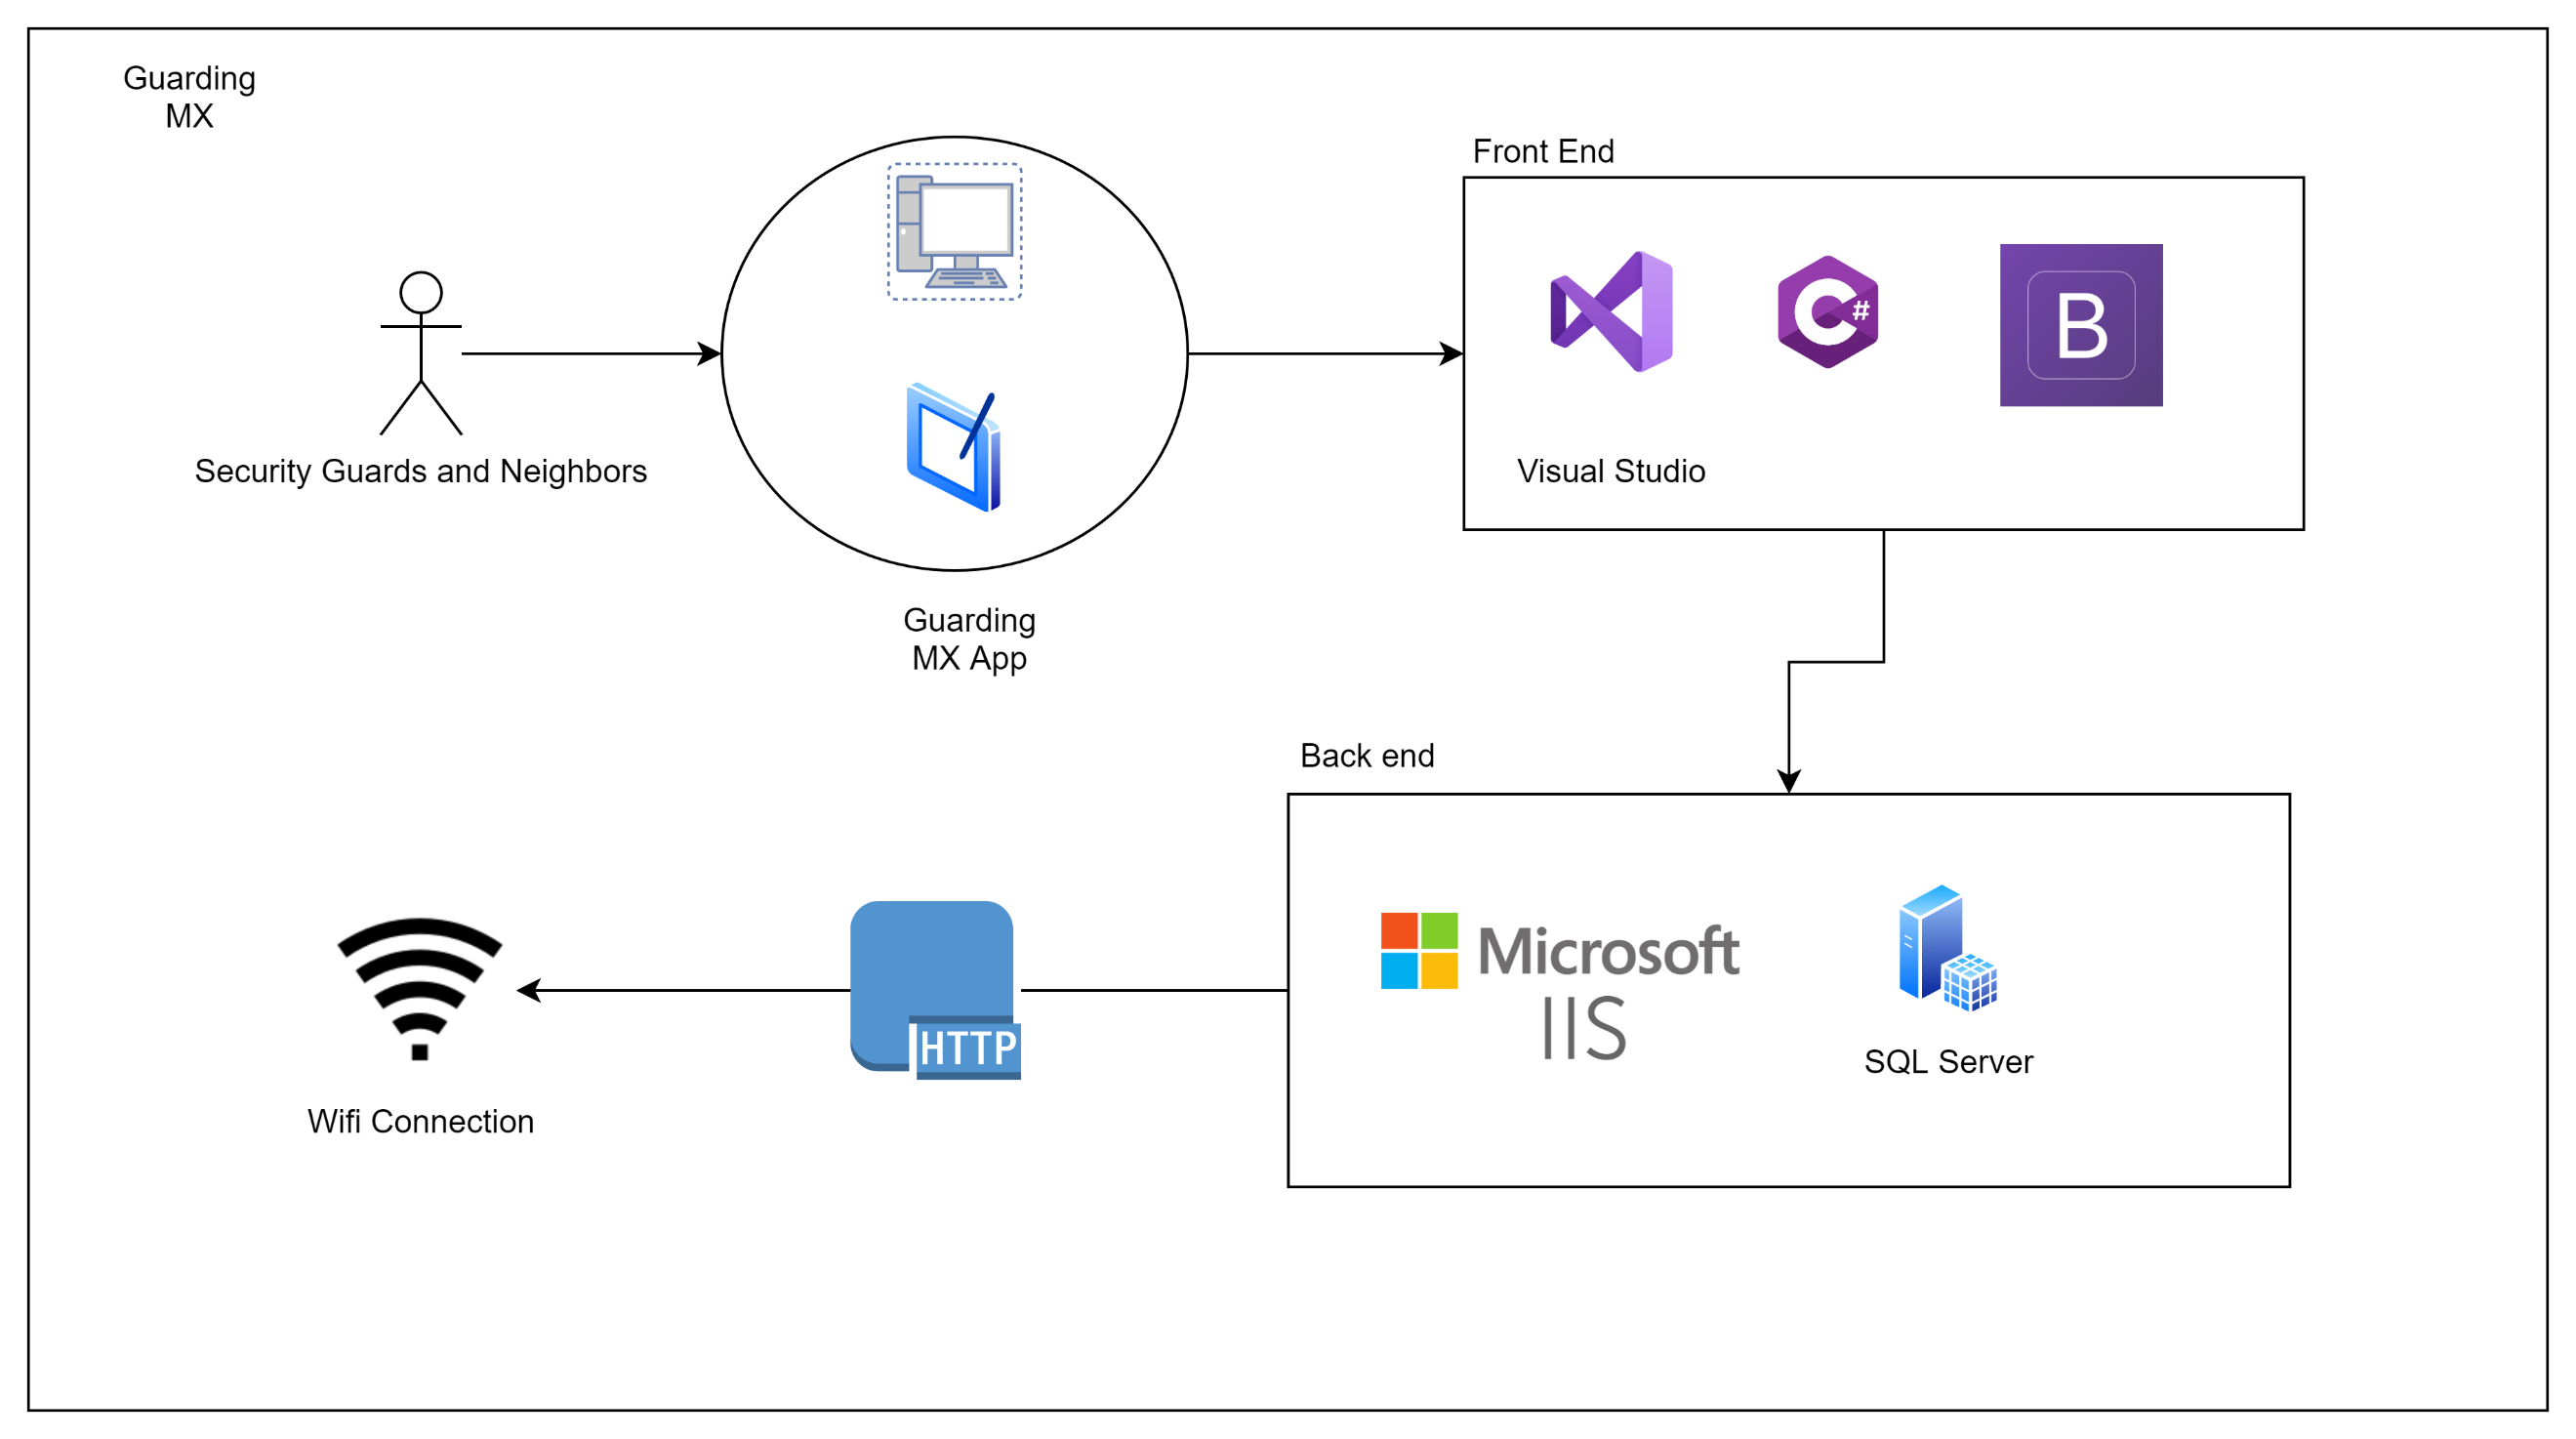 Guarding
MX
Front End
C#
B
Security Guards and Neighbors
Visual Studio
Guarding
MX App
Back end
Microsoft
IIS
HTTP
SQL Server
Wifi Connection